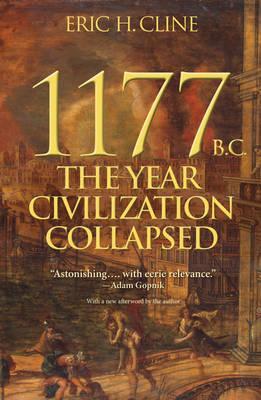 ERIC H. CLINE
1177 B.C.
THE YEAR
CIVILIZATION
COLLAPSED
“Astonishing.... with eerie relevance.”
—Adam Gopnik
With a new afterword by the author